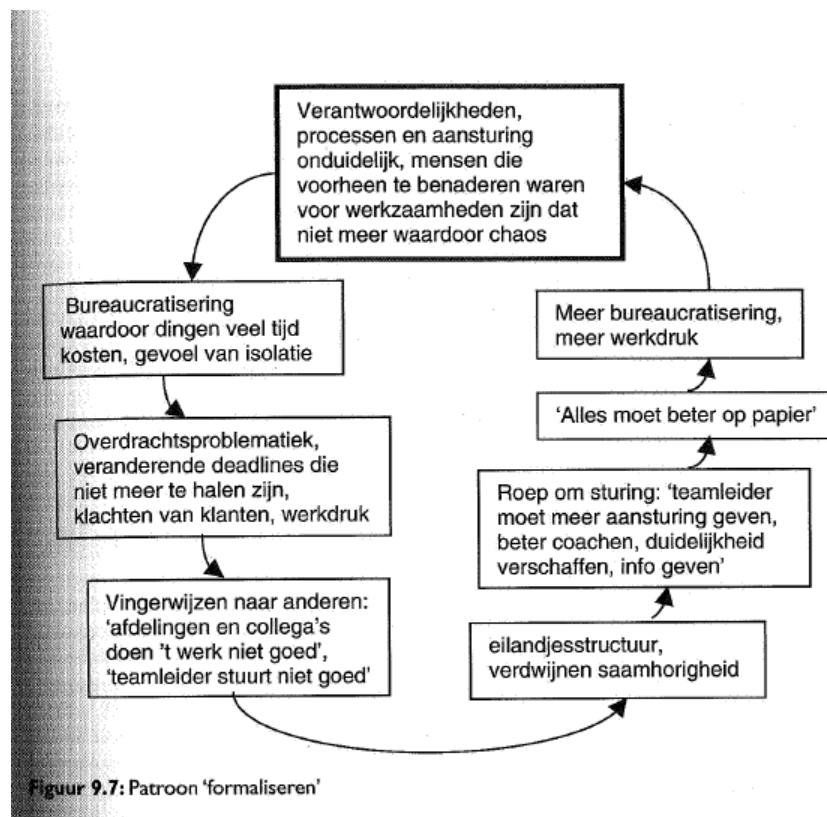 Verantwoordelijkheden,
processen en aansturing
onduidelijk, mensen die
voorheen te benaderen waren
voor werkzaamheden zijn dat
niet meer waardoor chaos
Bureaucratisering
waardoor dingen veel tijd
kosten, gevoel van isolatie
Overdrachtsproblematiek,
veranderende deadlines die
niet meer te halen zijn,
klachten van klanten, werkdruk
Vingerwijzen naar anderen:
‘afdelingen en collega’s
doen ’t werk niet goed’,
‘teamleider stuurt niet goed’
eilandjesstructuur,
verdwijnen saamhorigheid
Roep om sturing: ‘teamleider
moet meer aansturing geven,
beter coachen, duidelijkheid
verschaffen, info geven’
‘Alles moet beter op papier’
Meer bureaucratisering,
meer werkdruk
Figuur 9.7: Patroon ‘formaliseren’